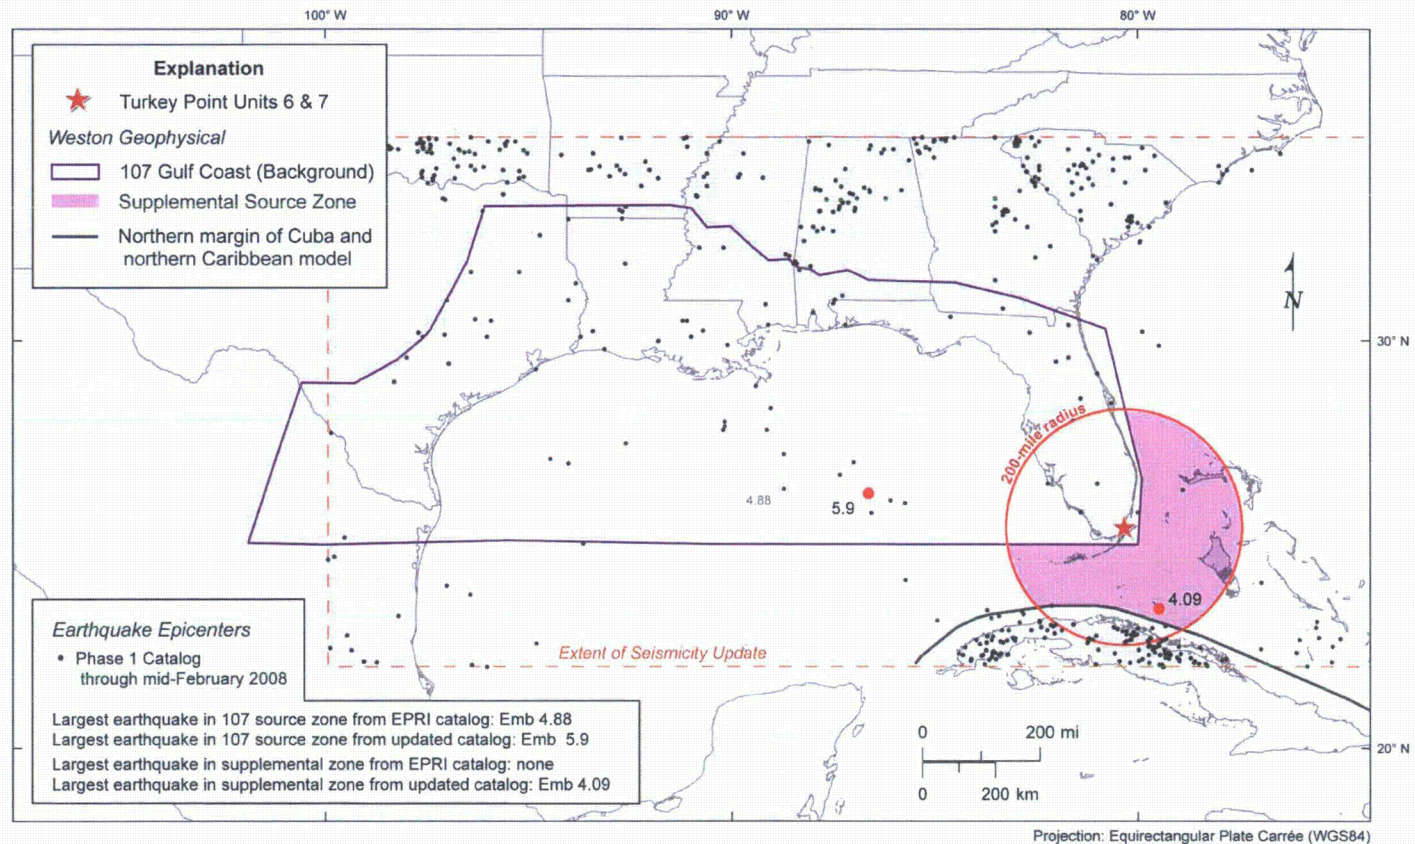 100° W
90° W
80° W
Explanation
Turkey Point Units 6 & 7
Weston Geophysical
107 Gulf Coast (Background)
Supplemental Source Zone
Northern margin of Cuba and
northern Caribbean model
N
30° N
200-mile radius
4.88
5.9
4.09
Extent of Seismicity Update
Earthquake Epicenters
Phase 1 Catalog
through mid-February 2008
Largest earthquake in 107 source zone from EPRI catalog: Emb 4.88
Largest earthquake in 107 source zone from updated catalog: Emb 5.9
Largest earthquake in supplemental zone from EPRI catalog: none
Largest earthquake in supplemental zone from updated catalog: Emb 4.09
0 200 mi
0 200 km
20° N
Projection: Equirectangular Plate Carrée (WGS84)